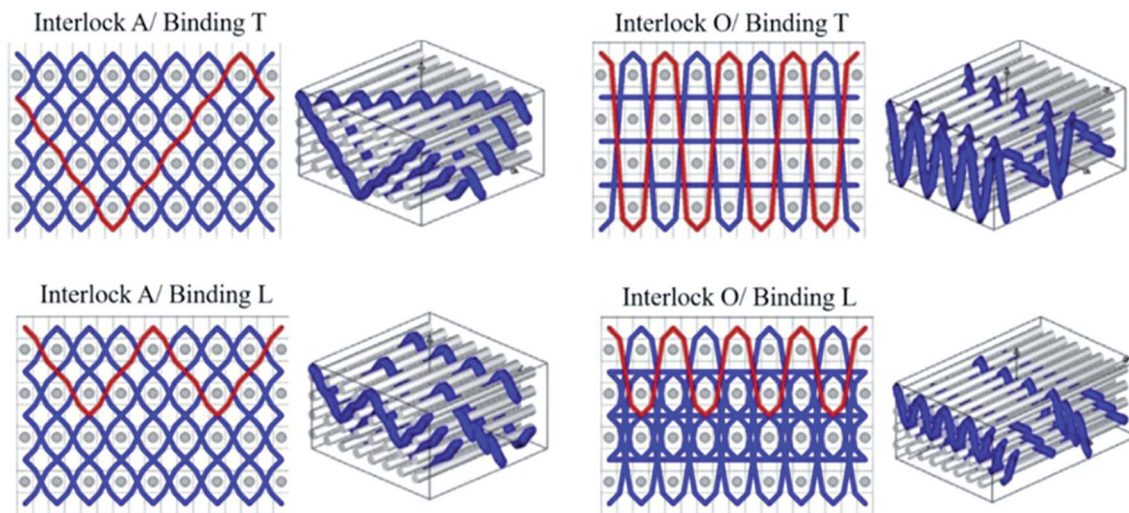 Interlock A/ Binding T
Interlock O/ Binding T
Interlock A/ Binding L
Interlock O/ Binding L